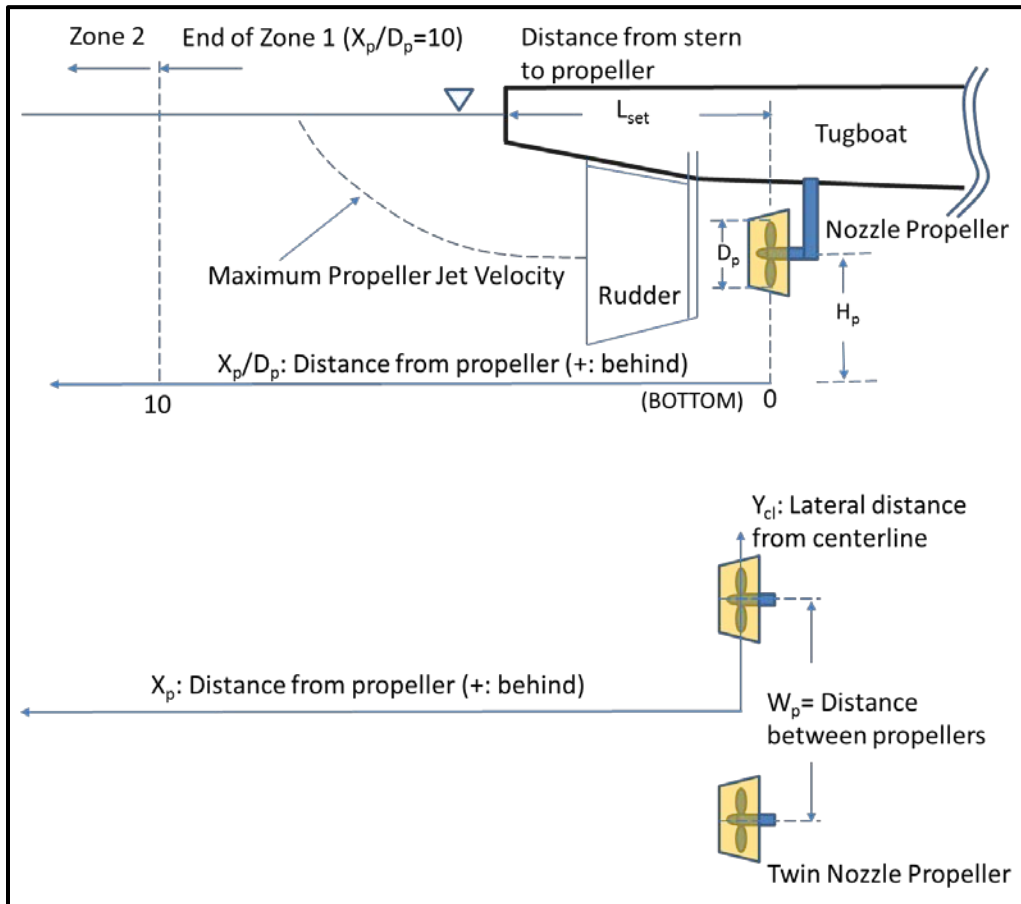 Zone 2
End of Zone 1 (Xp/Dp=10)
Distance from stern
to propeller
Lset
Tugboat
Nozzle Propeller
Dp
Maximum Propeller Jet Velocity
Rudder
Hp
Xp/Dp: Distance from propeller (+: behind)
10
(BOTTOM)
0
Ycl: Lateral distance
from centerline
Xp: Distance from propeller (+: behind)
Wp= Distance
between propellers
Twin Nozzle Propeller